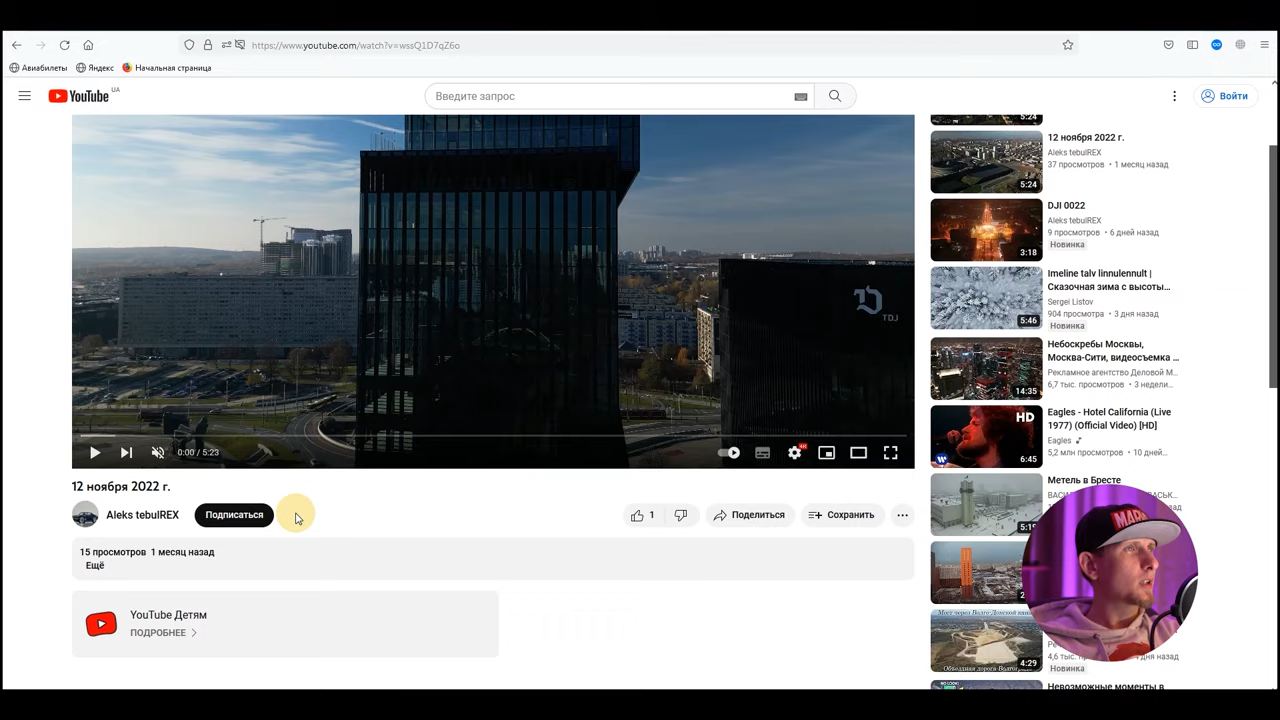 https://www.youtube.com/watch?v=wssQ1D7qZ6o
Авиабилеты
Яндекс
Начальная страница
YouTube
UA
Введите запрос
Войти
TDJ
0:00 / 5:23
12 ноября 2022 г.
Aleks tebulREX
Подписаться
1
Поделиться
Сохранить
15 просмотров 1 месяц назад
Ещё
YouTube Детям
ПОДРОБНЕЕ
5:24
12 ноября 2022 г.
Aleks tebulREX
37 просмотров • 1 месяц назад
5:24
DJI 0022
Aleks tebulREX
9 просмотров • 6 дней назад
Новинка
3:18
Imeline talv linnulennult |
Сказочная зима с высоты...
Sergei Listov
904 просмотра • 3 дня назад
Новинка
5:46
Небоскребы Москвы,
Москва-Сити, видеосъемка ...
Рекламное агентство Деловой М...
6,7 тыс. просмотров • 3 недели...
14:35
HD
Eagles - Hotel California (Live
1977) (Official Video) [HD]
Eagles
5,2 млн просмотров • 10 дней...
6:45
Метель в Бресте
4:29
Новинка
Невозможные моменты в